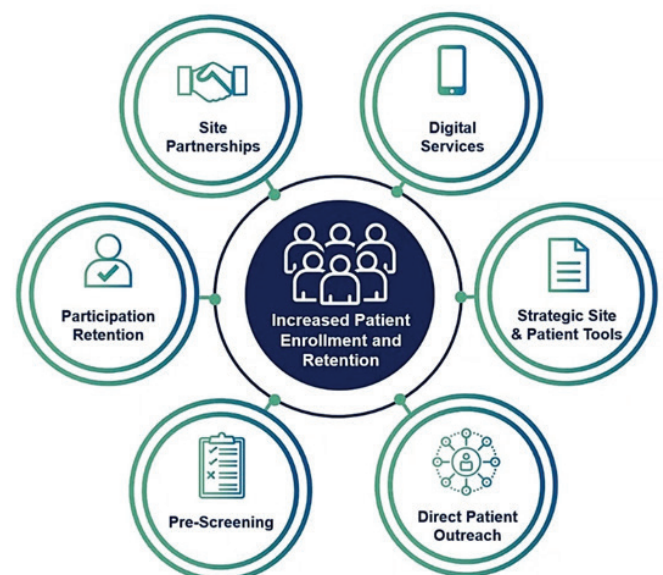 Site
Partnerships
Digital
Services
Participation
Retention
Increased Patient
Enrollment and
Retention
Strategic Site
& Patient Tools
Pre-Screening
Direct Patient
Outreach